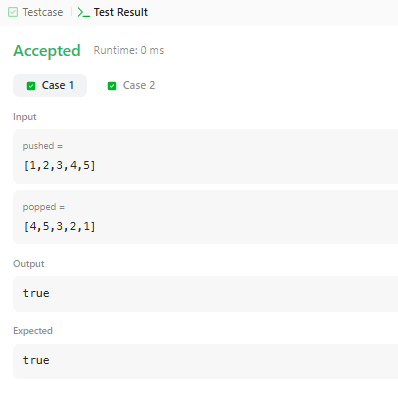 Testcase Test Result
Accepted Runtime: 0 ms
Case 1 Case 2
Input
pushed =
[1,2,3,4,5]
popped =
[4,5,3,2,1]
Output
true
Expected
true